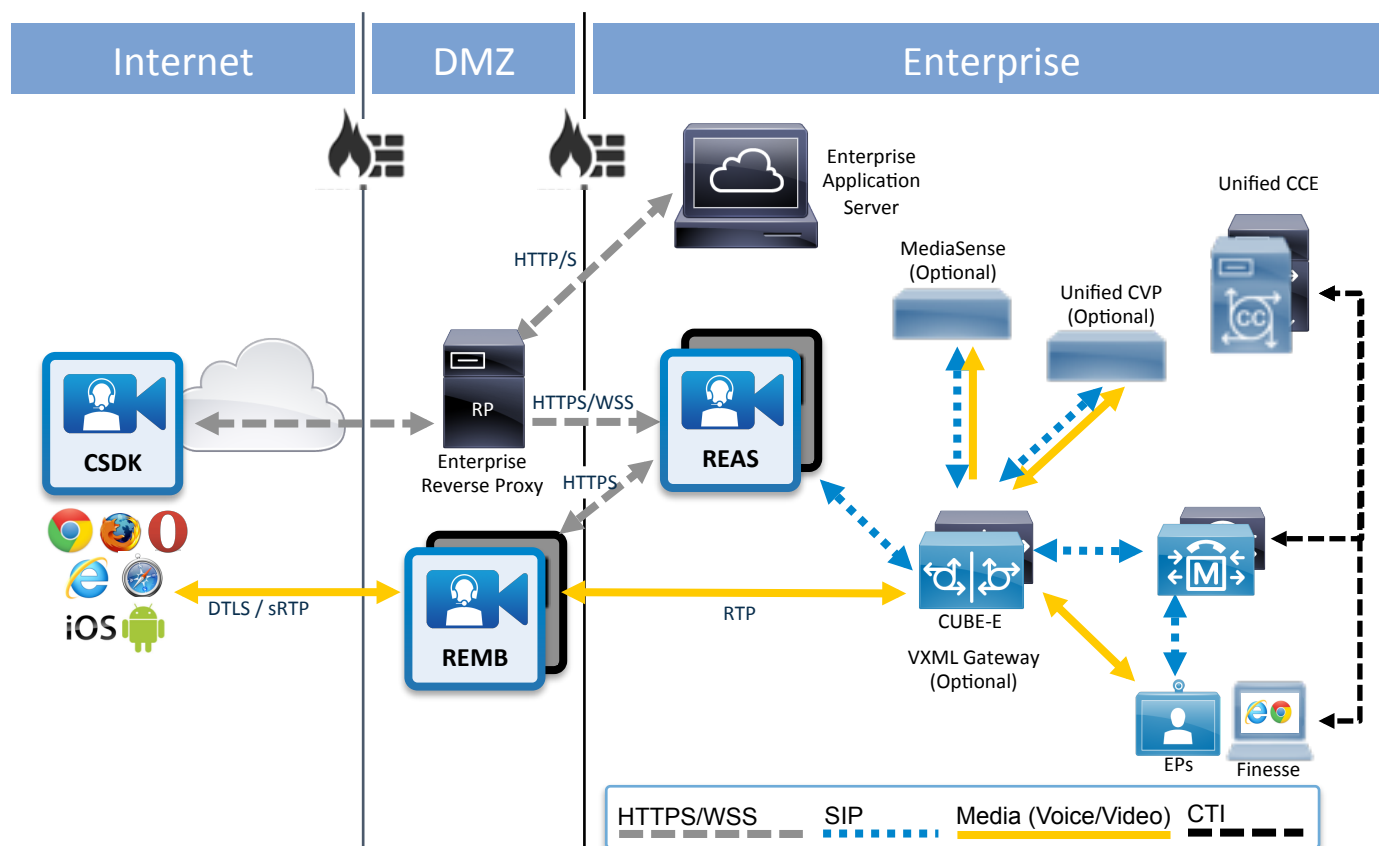 Internet
DMZ
Enterprise
Enterprise
Application
Server
Unified CCE
HTTP/S
MediaSense
(Optional)
Unified CVP
(Optional)
CC
RP
HTTPS/WSS
CSDK
Enterprise
Reverse Proxy
HTTPS
REAS
M
DTLS / sRTP
iOS
REMB
RTP
CUBE-E
VXML Gateway
(Optional)
EPs
Finesse
HTTPS/WSS
SIP
Media (Voice/Video)
CTI